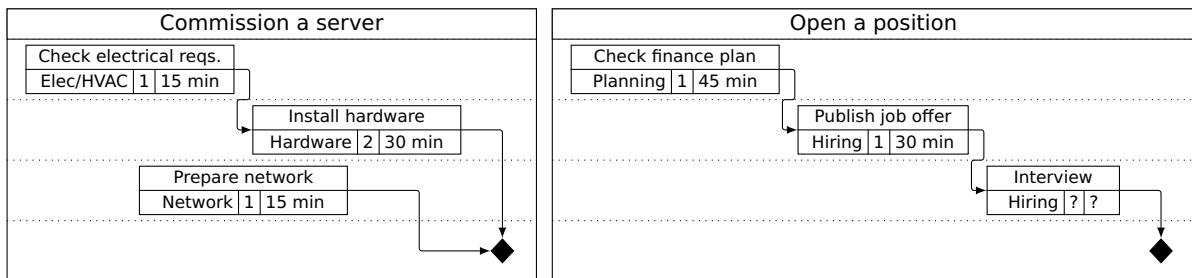 Commission a server
Check electrical reqs.
Elec/HVAC 1 15 min
Install hardware
Hardware 2 30 min
Prepare network
Network 1 15 min
Open a position
Check finance plan
Planning 1 45 min
Publish job offer
Hiring 1 30 min
Interview
Hiring ? ?